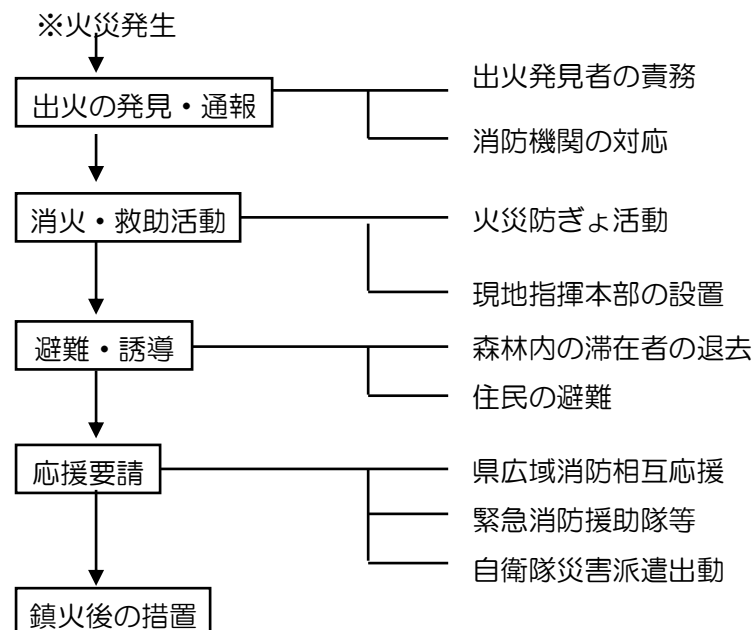 ※火災発生
出火の発見・通報
出火発見者の責務
消防機関の対応
消火・救助活動
火災防ぎょ活動
現地指揮本部の設置
避難・誘導
森林内の滞在者の退去
住民の避難
応援要請
県広域消防相互応援
緊急消防援助隊等
自衛隊災害派遣出動
鎮火後の措置